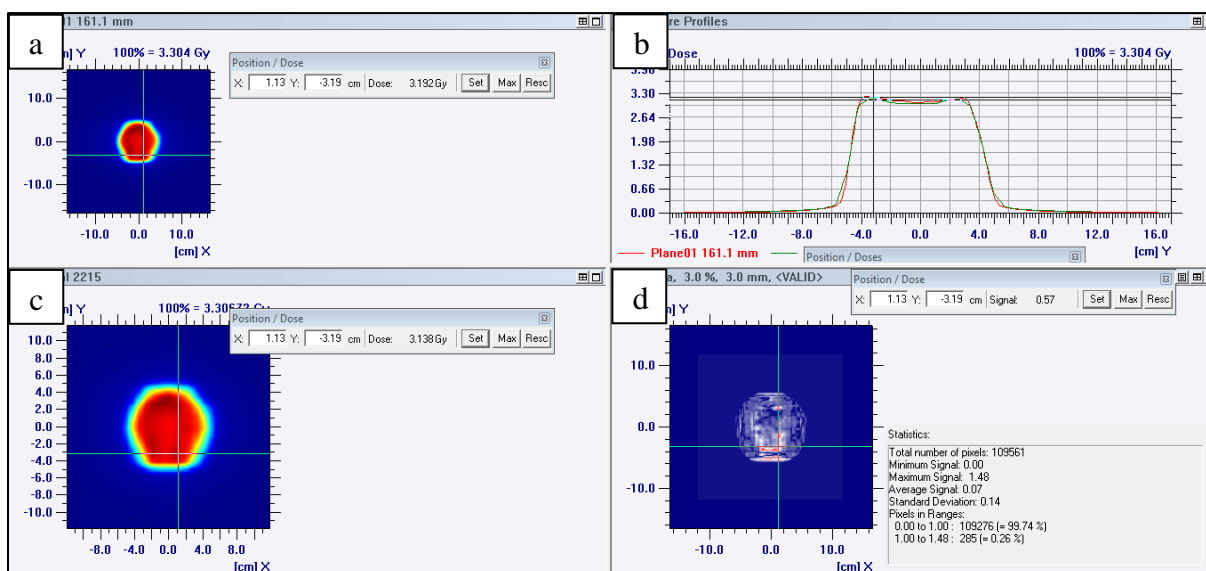 a
161.1 mm
Y
100% = 3.304 Gy
Position / Dose
X: 1.13 Y: -3.19 cm Dose: 3.192Gy Set Max Resc
10.0
0.0
-10.0
-10.0 0.0 10.0
[cm] X
b
re Profiles
Dose
100% = 3.304 Gy
3.30
2.64
1.98
1.32
0.66
0.00
-16.0 -12.0 -8.0 -4.0 0.0 4.0 8.0 12.0 16.0
[cm] Y
Plane01 161.1 mm
Position / Doses
c
2215
Y
Position / Dose
X: 1.13 Y: -3.19 cm Dose: 3.138Gy Set Max Resc
10.0
8.0
6.0
4.0
2.0
0.0
-2.0
-4.0
-6.0
-8.0
-10.0
-8.0 -4.0 0.0 4.0 8.0
[cm] X
d
a, 3.0 %, 3.0 mm, <VALID>
Position / Dose
X: 1.13 Y: -3.19 cm Signal: 0.57 Set Max Resc
] Y
10.0
0.0
-10.0
-10.0 0.0 10.0
[cm] X
Statistics:
Total number of pixels: 109561
Minimum Signal: 0.00
Maximum Signal: 1.48
Average Signal: 0.07
Standard Deviation: 0.14
Pixels in Ranges:
0.00 to 1.00 : 109276 (= 99.74 %)
1.00 to 1.48 : 285 (= 0.26 %)